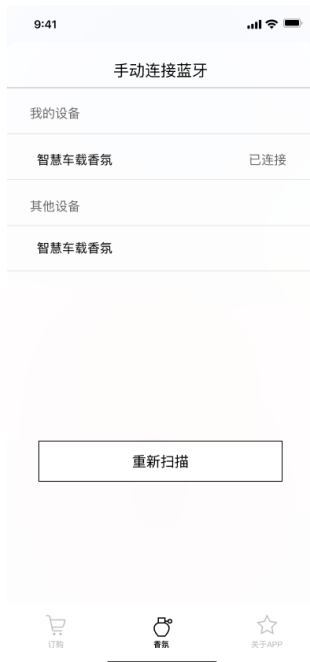 9:41
手动连接蓝牙
我的设备
智慧车载香氛 已连接
其他设备
智慧车载香氛
重新扫描
订购 香氛 关于APP